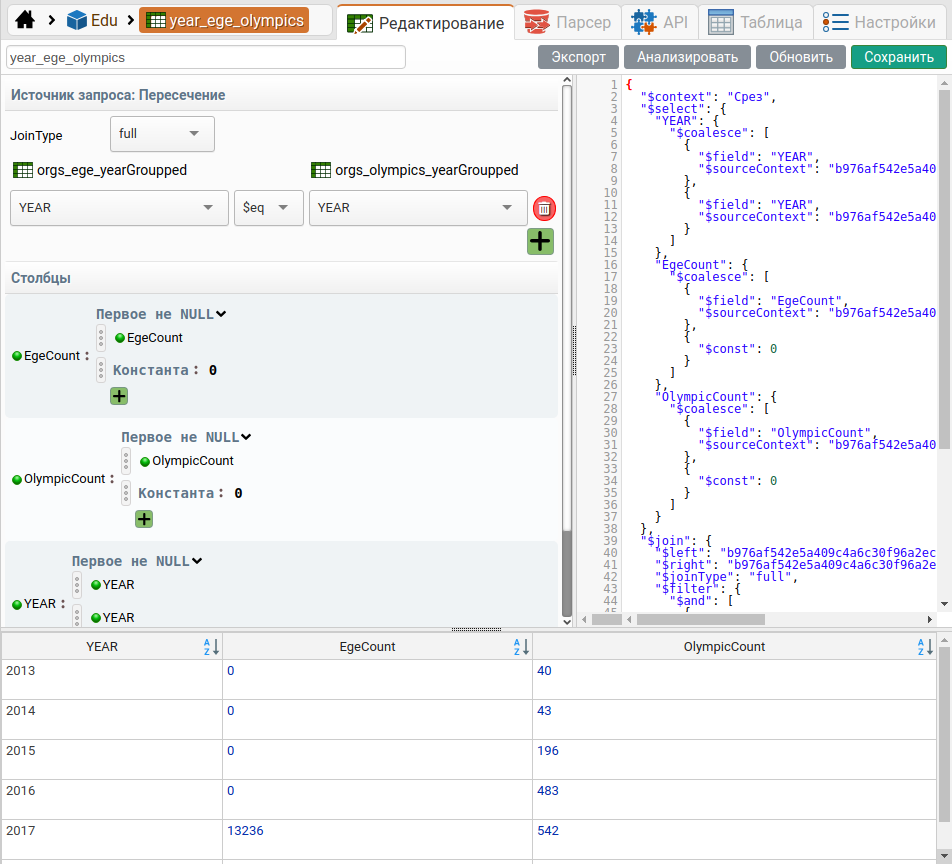 Edu
year_ege_olympics
Редактирование
Парсер
API
Таблица
Настройки
year_ege_olympics
Экспорт
Анализировать
Обновить
Сохранить
Источник запроса: Пересечение
JoinType
full
orgs_ege_yearGroupped
orgs_olympics_yearGroupped
YEAR
$eq
YEAR
Столбцы
Первое не NULL
EgeCount
EgeCount :
Константа : 0
Первое не NULL
OlympicCount
OlympicCount :
Константа : 0
Первое не NULL
YEAR
YEAR :
YEAR
1 {
2 "$context": "Срез",
3 "$select": {
4 "YEAR": {
5 "$coalesce": [
6 {
7 "$field": "YEAR",
8 "$sourceContext": "b976af542e5a40
9 },
10 {
11 "$field": "YEAR",
12 "$sourceContext": "b976af542e5a40
13 }
14 ]
15 },
16 "EgeCount": {
17 "$coalesce": [
18 {
19 "$field": "EgeCount",
20 "$sourceContext": "b976af542e5a40
21 },
22 {
23 "$const": 0
24 }
25 ]
26 },
27 "OlympicCount": {
28 "$coalesce": [
29 {
30 "$field": "OlympicCount",
31 "$sourceContext": "b976af542e5a40
32 },
33 {
34 "$const": 0
35 }
36 ]
37 }
38 },
39 "$join": {
40 "$left": "b976af542e5a409c4a6c30f96a2ec
41 "$right": "b976af542e5a409c4a6c30f96a2e
42 "$joinType": "full",
43 "$filter": {
44 "$and": [
45 {
YEAR EgeCount OlympicCount
2013 0 40
2014 0 43
2015 0 196
2016 0 483
2017 13236 542